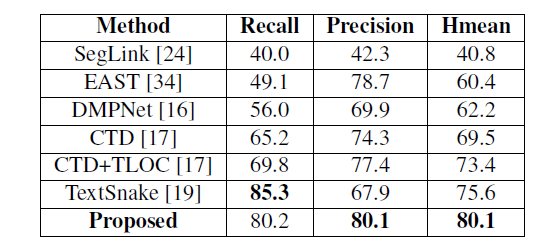 Method Recall Precision Hmean
SegLink [24] 40.0 42.3 40.8
EAST [34] 49.1 78.7 60.4
DMPNet [16] 56.0 69.9 62.2
CTD [17] 65.2 74.3 69.5
CTD+TLOC [17] 69.8 77.4 73.4
TextSnake [19] 85.3 67.9 75.6
Proposed 80.2 80.1 80.1